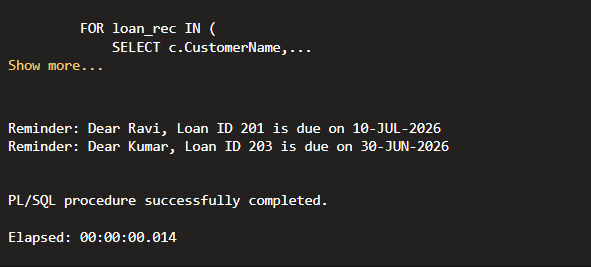 FOR loan_rec IN (
SELECT c.CustomerName,...
Show more...
Reminder: Dear Ravi, Loan ID 201 is due on 10-JUL-2026
Reminder: Dear Kumar, Loan ID 203 is due on 30-JUN-2026
PL/SQL procedure successfully completed.
Elapsed: 00:00:00.014